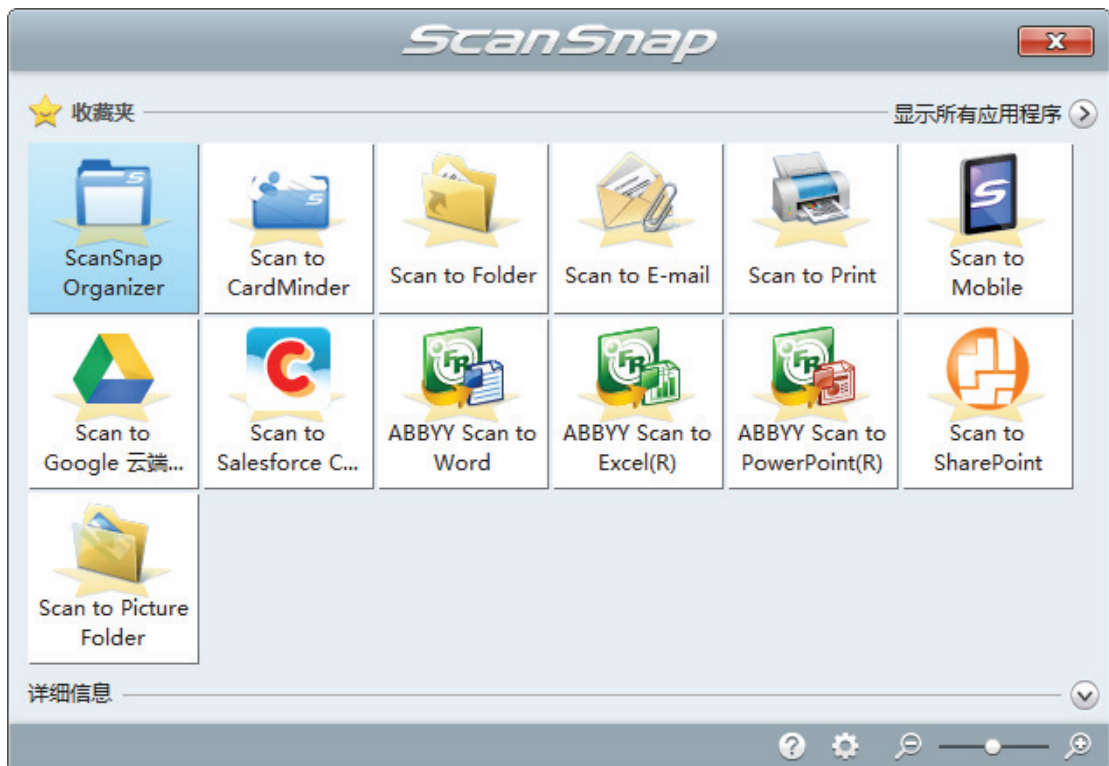 ScanSnap
收藏夹
显示所有应用程序
ScanSnap
Organizer
Scan to
CardMinder
Scan to Folder
Scan to E-mail
Scan to Print
Scan to
Mobile
Scan to
Google 云端...
Scan to
Salesforce C...
ABBYY Scan to
Word
ABBYY Scan to
Excel(R)
ABBYY Scan to
PowerPoint(R)
Scan to
SharePoint
Scan to Picture
Folder
详细信息